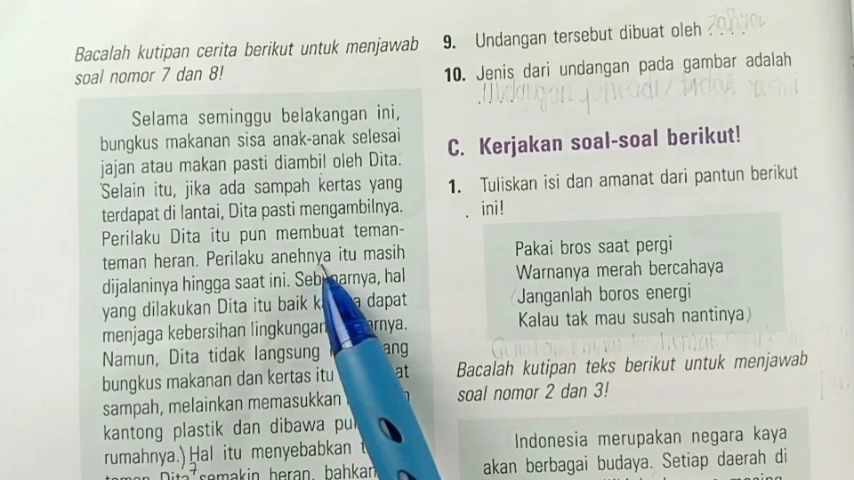 Bacalah kutipan cerita berikut untuk menjawab
soal nomor 7 dan 8!
Selama seminggu belakangan ini,
bungkus makanan sisa anak-anak selesai
jajan atau makan pasti diambil oleh Dita.
Selain itu, jika ada sampah kertas yang
terdapat di lantai, Dita pasti mengambilnya.
Perilaku Dita itu pun membuat teman-
teman heran. Perilaku anehnya itu masih
dijalaninya hingga saat ini. Sebenarnya, hal
yang dilakukan Dita itu baik dapat
menjaga kebersihan lingkungan
Namun, Dita tidak langsung
bungkus makanan dan kertas itu
sampah, melainkan memasukkan
kantong plastik dan dibawa
rumahnya.) Hal itu menyebabkan
Dita semakin heran, bahkan
9. Undangan tersebut dibuat oleh ....
10. Jenis dari undangan pada gambar adalah
C. Kerjakan soal-soal berikut!
1. Tuliskan isi dan amanat dari pantun berikut
ini!
Pakai bros saat pergi
Warnanya merah bercahaya
Janganlah boros energi
Kalau tak mau susah nantinya)
Bacalah kutipan teks berikut untuk menjawab
soal nomor 2 dan 3!
Indonesia merupakan negara kaya
akan berbagai budaya. Setiap daerah di